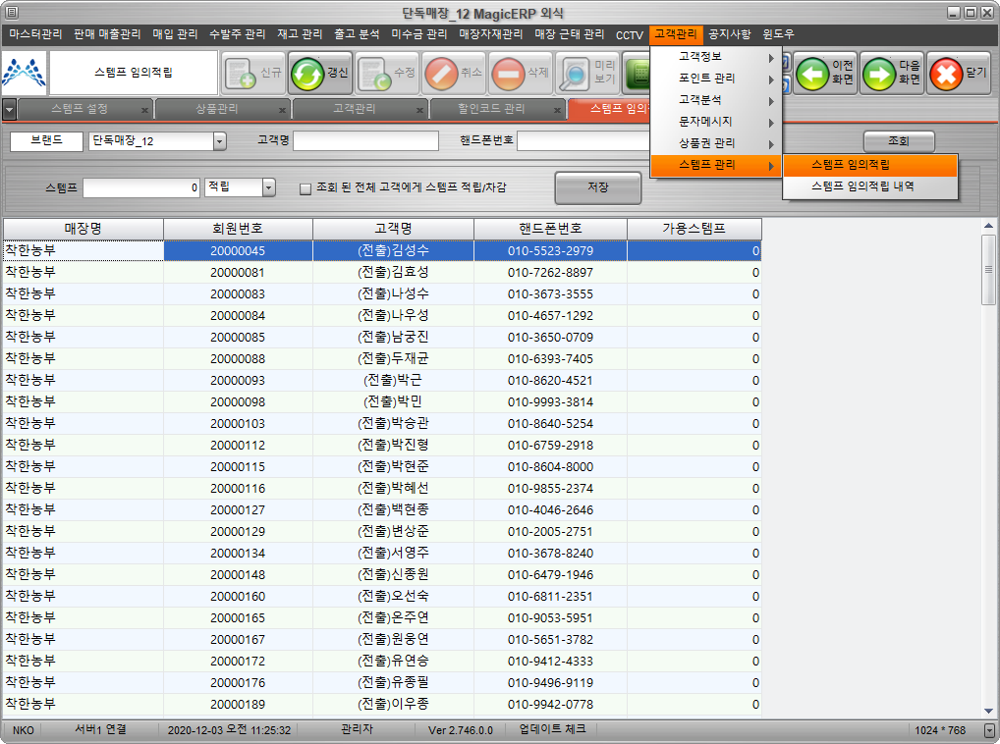 단독매장_12 MagicERP 외식
마스터관리 판매 매출관리 매입 관리 수발주 관리 재고 관리 출고 분석 미수금 관리 매장자재관리 매장 근태 관리 CCTV 고객관리 공지사항 윈도우
스템프 임의적립 신규 갱신 수정 취소 삭제 미리보기 이전화면 다음화면 닫기
고객정보
포인트 관리
고객분석
문자메시지
상품권 관리
스템프 관리
스템프 임의적립
스템프 임의적립 내역
스템프 설정 상품관리 고객관리 할인코드 관리 스템프 임의
브랜드 단독매장_12 고객명 핸드폰번호 조회
스템프 0 적립 조회 된 전체 고객에게 스템프 적립/차감 저장
매장명 회원번호 고객명 핸드폰번호 가용스템프
착한농부 20000045 (전출)김성수 010-5523-2979 0
착한농부 20000081 (전출)김효성 010-7262-8897 0
착한농부 20000083 (전출)나성수 010-3673-3555 0
착한농부 20000084 (전출)나우성 010-4657-1292 0
착한농부 20000085 (전출)남궁진 010-3650-0709 0
착한농부 20000088 (전출)두재균 010-6393-7405 0
착한농부 20000093 (전출)박근 010-8620-4521 0
착한농부 20000098 (전출)박민 010-9993-3814 0
착한농부 20000103 (전출)박승관 010-8640-5254 0
착한농부 20000112 (전출)박진형 010-6759-2918 0
착한농부 20000115 (전출)박현준 010-8604-8000 0
착한농부 20000116 (전출)박혜선 010-9855-2374 0
착한농부 20000127 (전출)백현종 010-4046-2646 0
착한농부 20000129 (전출)변상준 010-2005-2751 0
착한농부 20000134 (전출)서영주 010-3678-8240 0
착한농부 20000148 (전출)신종원 010-6479-1946 0
착한농부 20000160 (전출)오선숙 010-6811-2351 0
착한농부 20000165 (전출)온주연 010-9053-5951 0
착한농부 20000167 (전출)원웅연 010-5651-3782 0
착한농부 20000172 (전출)유연승 010-9412-4333 0
착한농부 20000176 (전출)유종필 010-9496-9119 0
착한농부 20000189 (전출)이우종 010-9942-0778 0
NKO 서버1 연결 2020-12-03 오전 11:25:32 관리자 Ver 2.746.0.0 업데이트 체크 1024 * 768